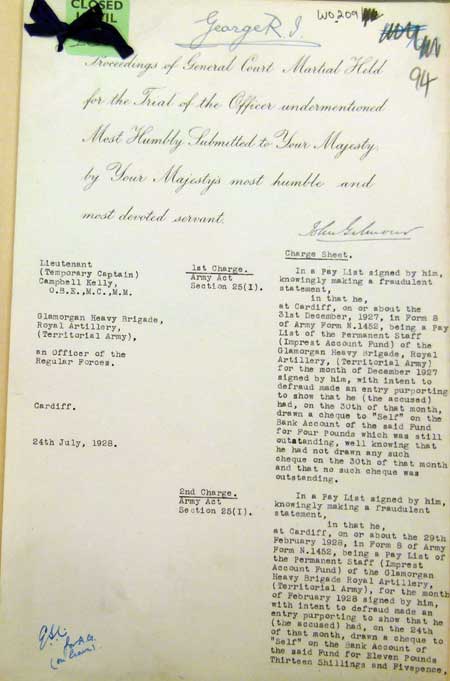 CLOSED
George R.I.
WO209
94
Proceedings of General Court Martial Held
for the Trial of the Officer undermentioned
Most Humbly Submitted to Your Majesty,
by Your Majesty's most humble and
most devoted servant.
John Gilmour
Lieutenant
(Temporary Captain)
Campbell Kelly,
O.B.E.,M.C.,M.M.
Glamorgan Heavy Brigade,
Royal Artillery,
(Territorial Army),
an Officer of the
Regular Forces.
Cardiff.
24th July, 1928.
1st Charge.
Army Act
Section 25(I).
Charge Sheet.
In a Pay List signed by him,
knowingly making a fraudulent
statement,
in that he,
at Cardiff, on or about the
31st December, 1927, in Form 8
of Army Form N.1452, being a Pay
List of the Permanent Staff
(Imprest Account Fund) of the
Glamorgan Heavy Brigade, Royal
Artillery, (Territorial Army)
for the month of December 1927
signed by him, with intent to
defraud made an entry purporting
to show that he (the accused)
had, on the 30th of that month,
drawn a cheque to "Self" on the
Bank Account of the said Fund
for Four Pounds which was still
outstanding, well knowing that
he had not drawn any such
cheque on the 30th of that month
and that no such cheque was
outstanding.
2nd Charge.
Army Act
Section 25(I).
In a Pay List signed by him,
knowingly making a fraudulent
statement,
in that he,
at Cardiff, on or about the 29th
February 1928, in Form 8 of Army
Form N.1452, being a Pay List of
the Permanent Staff (Imprest
Account Fund) of the Glamorgan
Heavy Brigade Royal Artillery,
(Territorial Army), for the month
of February 1928 signed by him,
with intent to defraud made an
entry purporting to show that he
(the accused) had, on the 24th
of that month, drawn a cheque to
"Self" on the Bank Account of
the said Fund for Eleven Pounds
Thirteen Shillings and Fivepence,